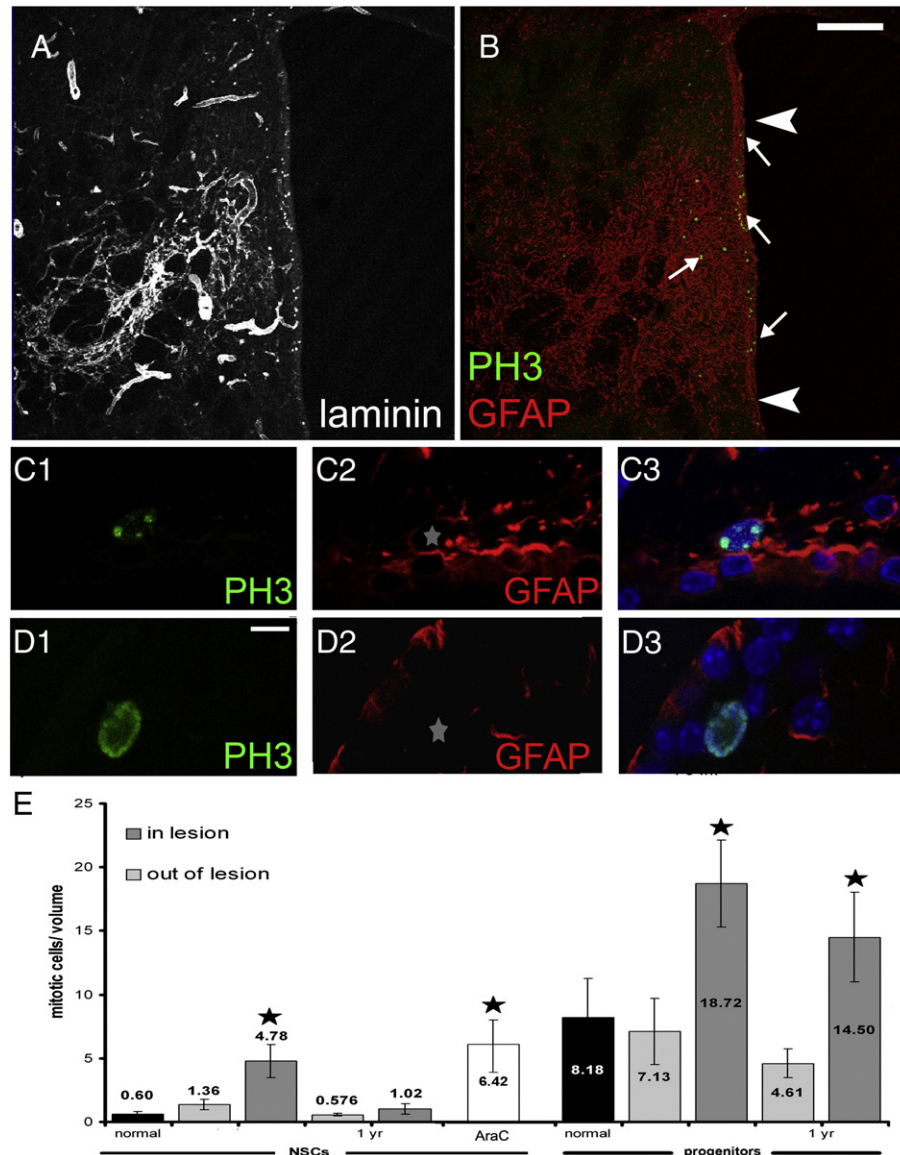 A
laminin
B
PH3
GFAP
C1
PH3
C2
GFAP
C3
D1
PH3
D2
GFAP
D3
E
mitotic cells/ volume
25
20
15
10
5
0
in lesion
out of lesion
0.60
1.36
4.78
0.576
1.02
6.42
8.18
7.13
18.72
4.61
14.50
normal
1 yr
AraC
normal
1 yr
NSCs
progenitors